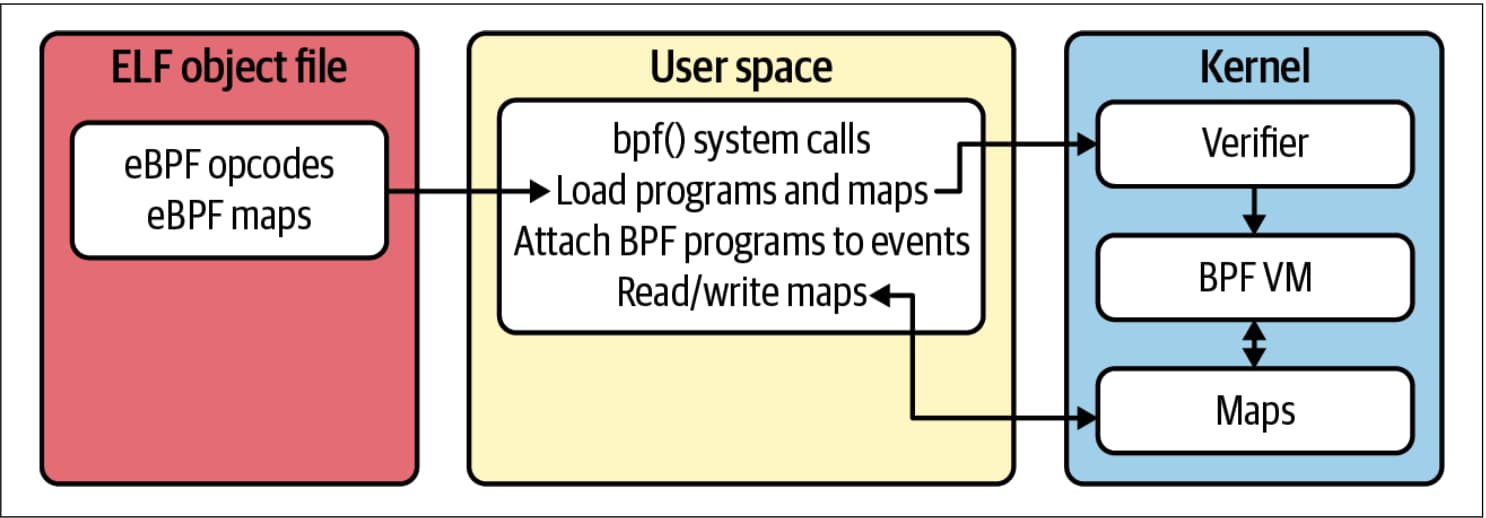 ELF object file
eBPF opcodes
eBPF maps
User space
bpf() system calls
Load programs and maps
Attach BPF programs to events
Read/write maps
Kernel
Verifier
BPF VM
Maps